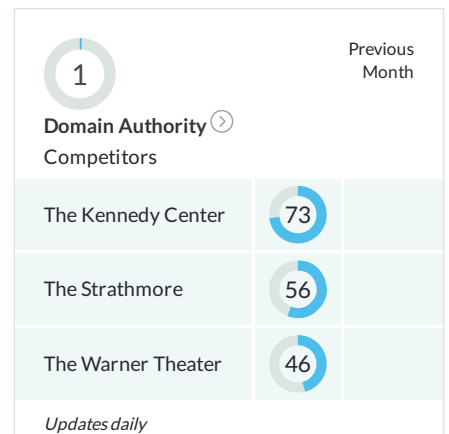 1
Previous
Month
Domain Authority
Competitors
The Kennedy Center 73
The Strathmore 56
The Warner Theater 46
Updates daily